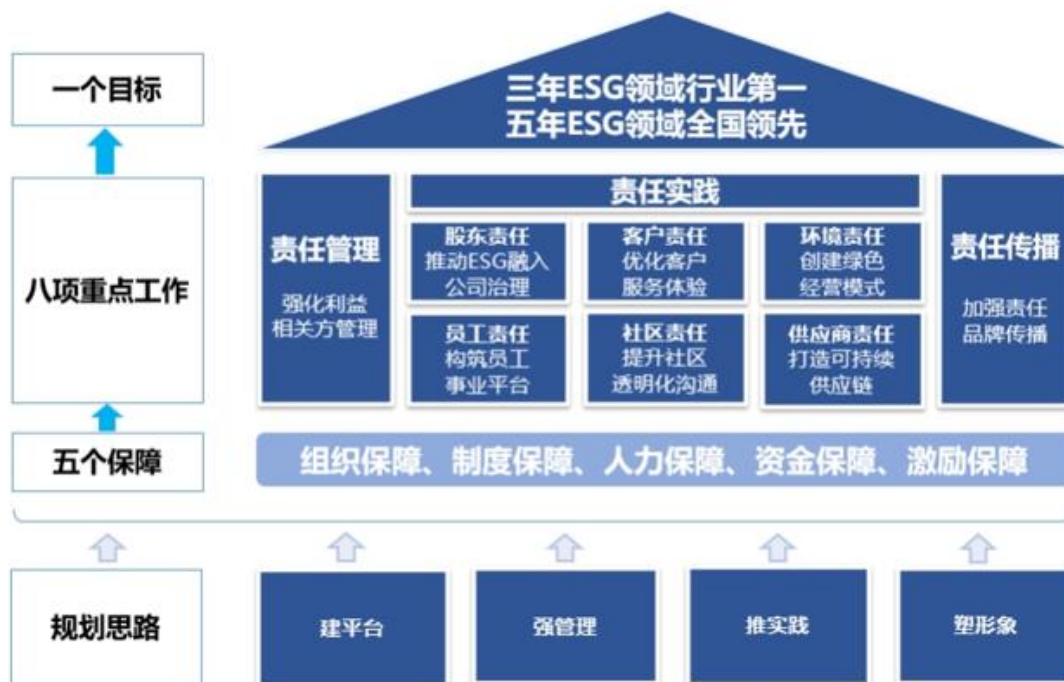 一个目标
三年ESG领域行业第一
五年ESG领域全国领先
八项重点工作
责任管理
强化利益
相关方管理
责任实践
股东责任
推动ESG融入
公司治理
客户责任
优化客户
服务体验
环境责任
创建绿色
经营模式
员工责任
构筑员工
事业平台
社区责任
提升社区
透明化沟通
供应商责任
打造可持续
供应链
责任传播
加强责任
品牌传播
五个保障
组织保障、制度保障、人力保障、资金保障、激励保障
规划思路
建平台
强管理
推实践
塑形象